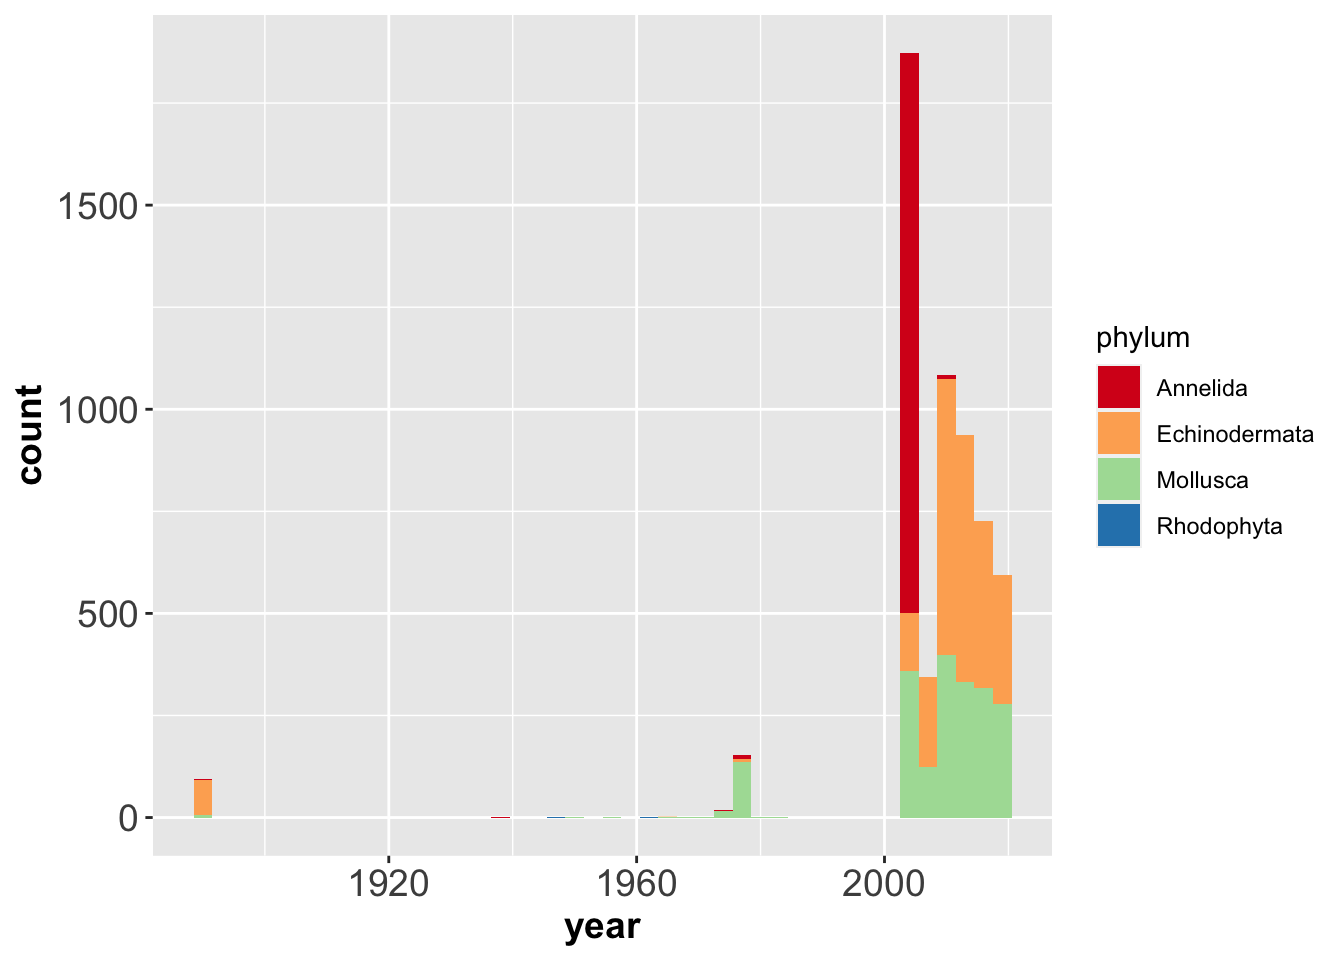 1500
1000
500
0
count
1920 1960 2000
year
phylum
Annelida
Echinodermata
Mollusca
Rhodophyta